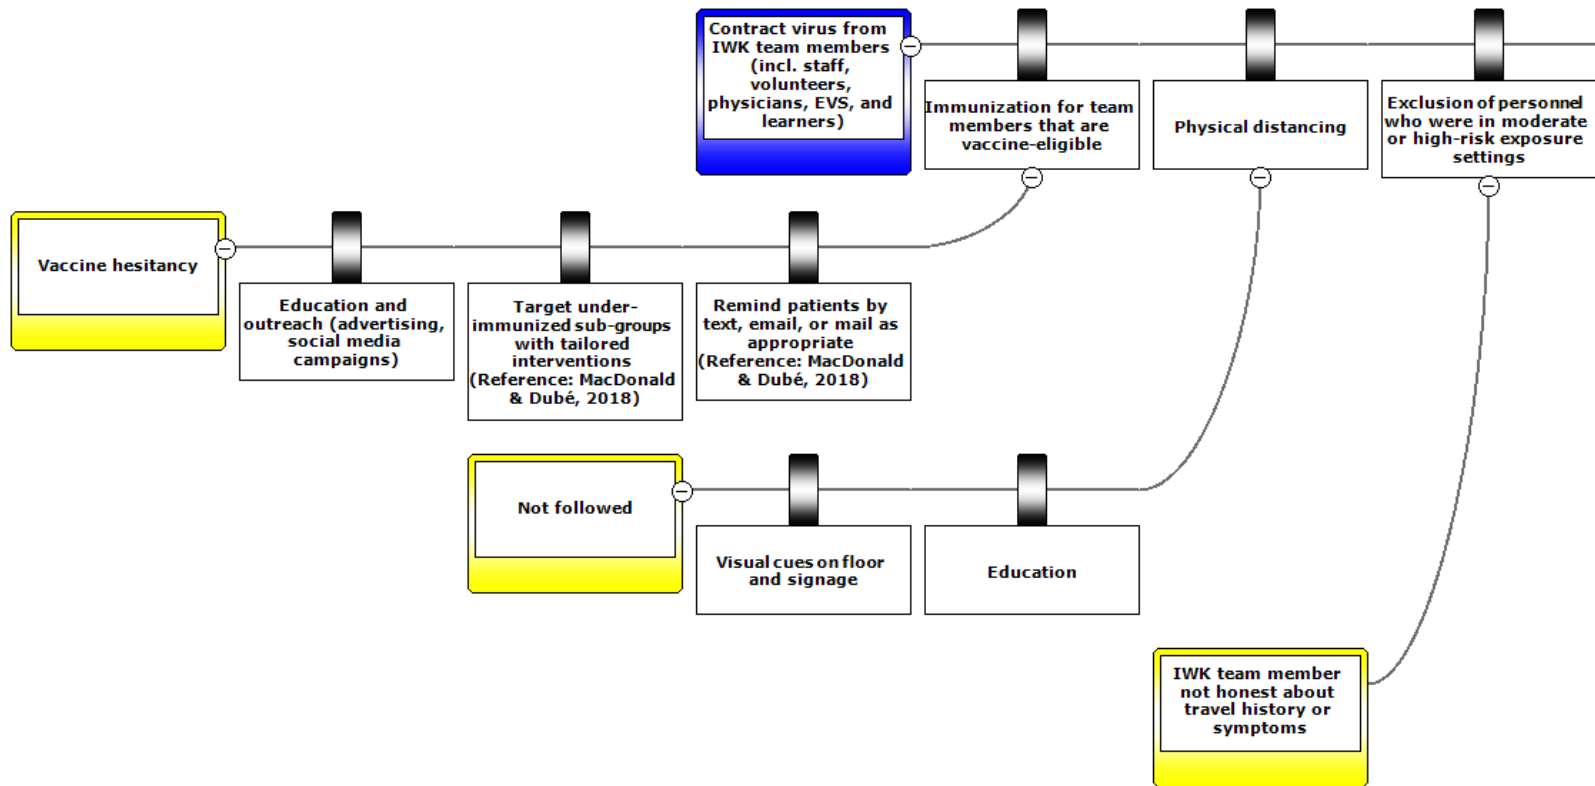 Contract virus from
IWK team members
(incl. staff,
volunteers,
physicians, EVS, and
learners)
Immunization for team
members that are
vaccine-eligible
Physical distancing
Exclusion of personnel
who were in moderate
or high-risk exposure
settings
Vaccine hesitancy
Education and
outreach (advertising,
social media
campaigns)
Target under-
immunized sub-groups
with tailored
interventions
(Reference: MacDonald
& Dubé, 2018)
Remind patients by
text, email, or mail as
appropriate
(Reference: MacDonald
& Dubé, 2018)
Not followed
Visual cues on floor
and signage
Education
IWK team member
not honest about
travel history or
symptoms